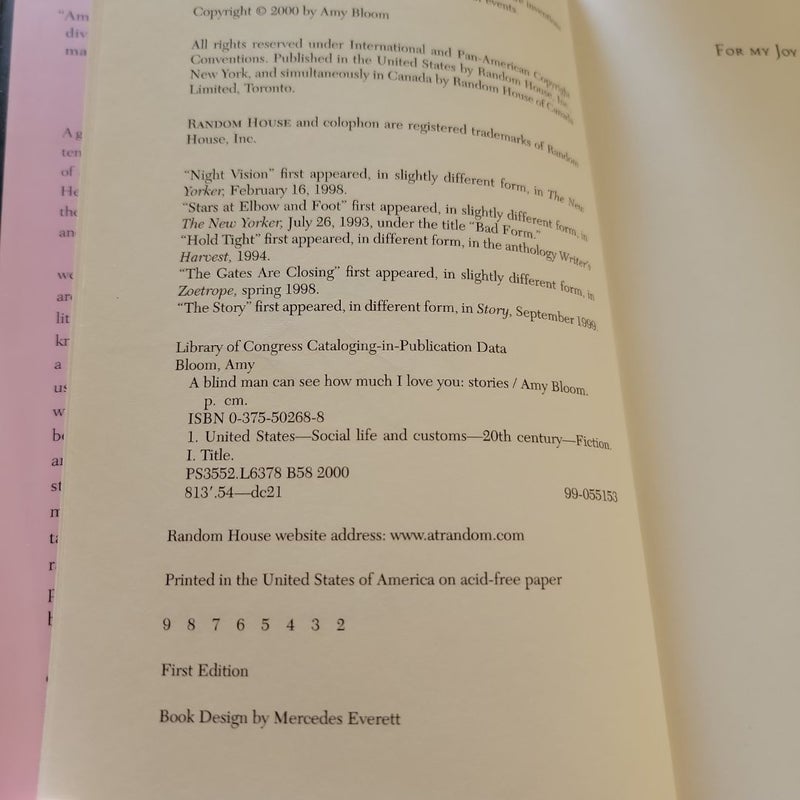 events
Copyright © 2000 by Amy Bloom
All rights reserved under International and Pan-American Copyright
Conventions. Published in the United States by Random House, Inc.
New York, and simultaneously in Canada by Random House of Canada
Limited, Toronto.
RANDOM HOUSE and colophon are registered trademarks of Random
House, Inc.
"Night Vision" first appeared, in slightly different form, in The New
Yorker, February 16, 1998.
"Stars at Elbow and Foot" first appeared, in slightly different form, in
The New Yorker, July 26, 1993, under the title "Bad Form."
"Hold Tight" first appeared, in different form, in the anthology Writer's
Harvest, 1994.
"The Gates Are Closing" first appeared, in slightly different form, in
Zoetrope, spring 1998.
"The Story" first appeared, in different form, in Story, September 1999.
Library of Congress Cataloging-in-Publication Data
Bloom, Amy
A blind man can see how much I love you: stories / Amy Bloom.
p. cm.
ISBN 0-375-50268-8
1. United States—Social life and customs—20th century—Fiction.
I. Title.
PS3552.L6378 B58 2000
813'.54—dc21 99-055153
Random House website address: www.atrandom.com
Printed in the United States of America on acid-free paper
9 8 7 6 5 4 3 2
First Edition
Book Design by Mercedes Everett
FOR MY JOY